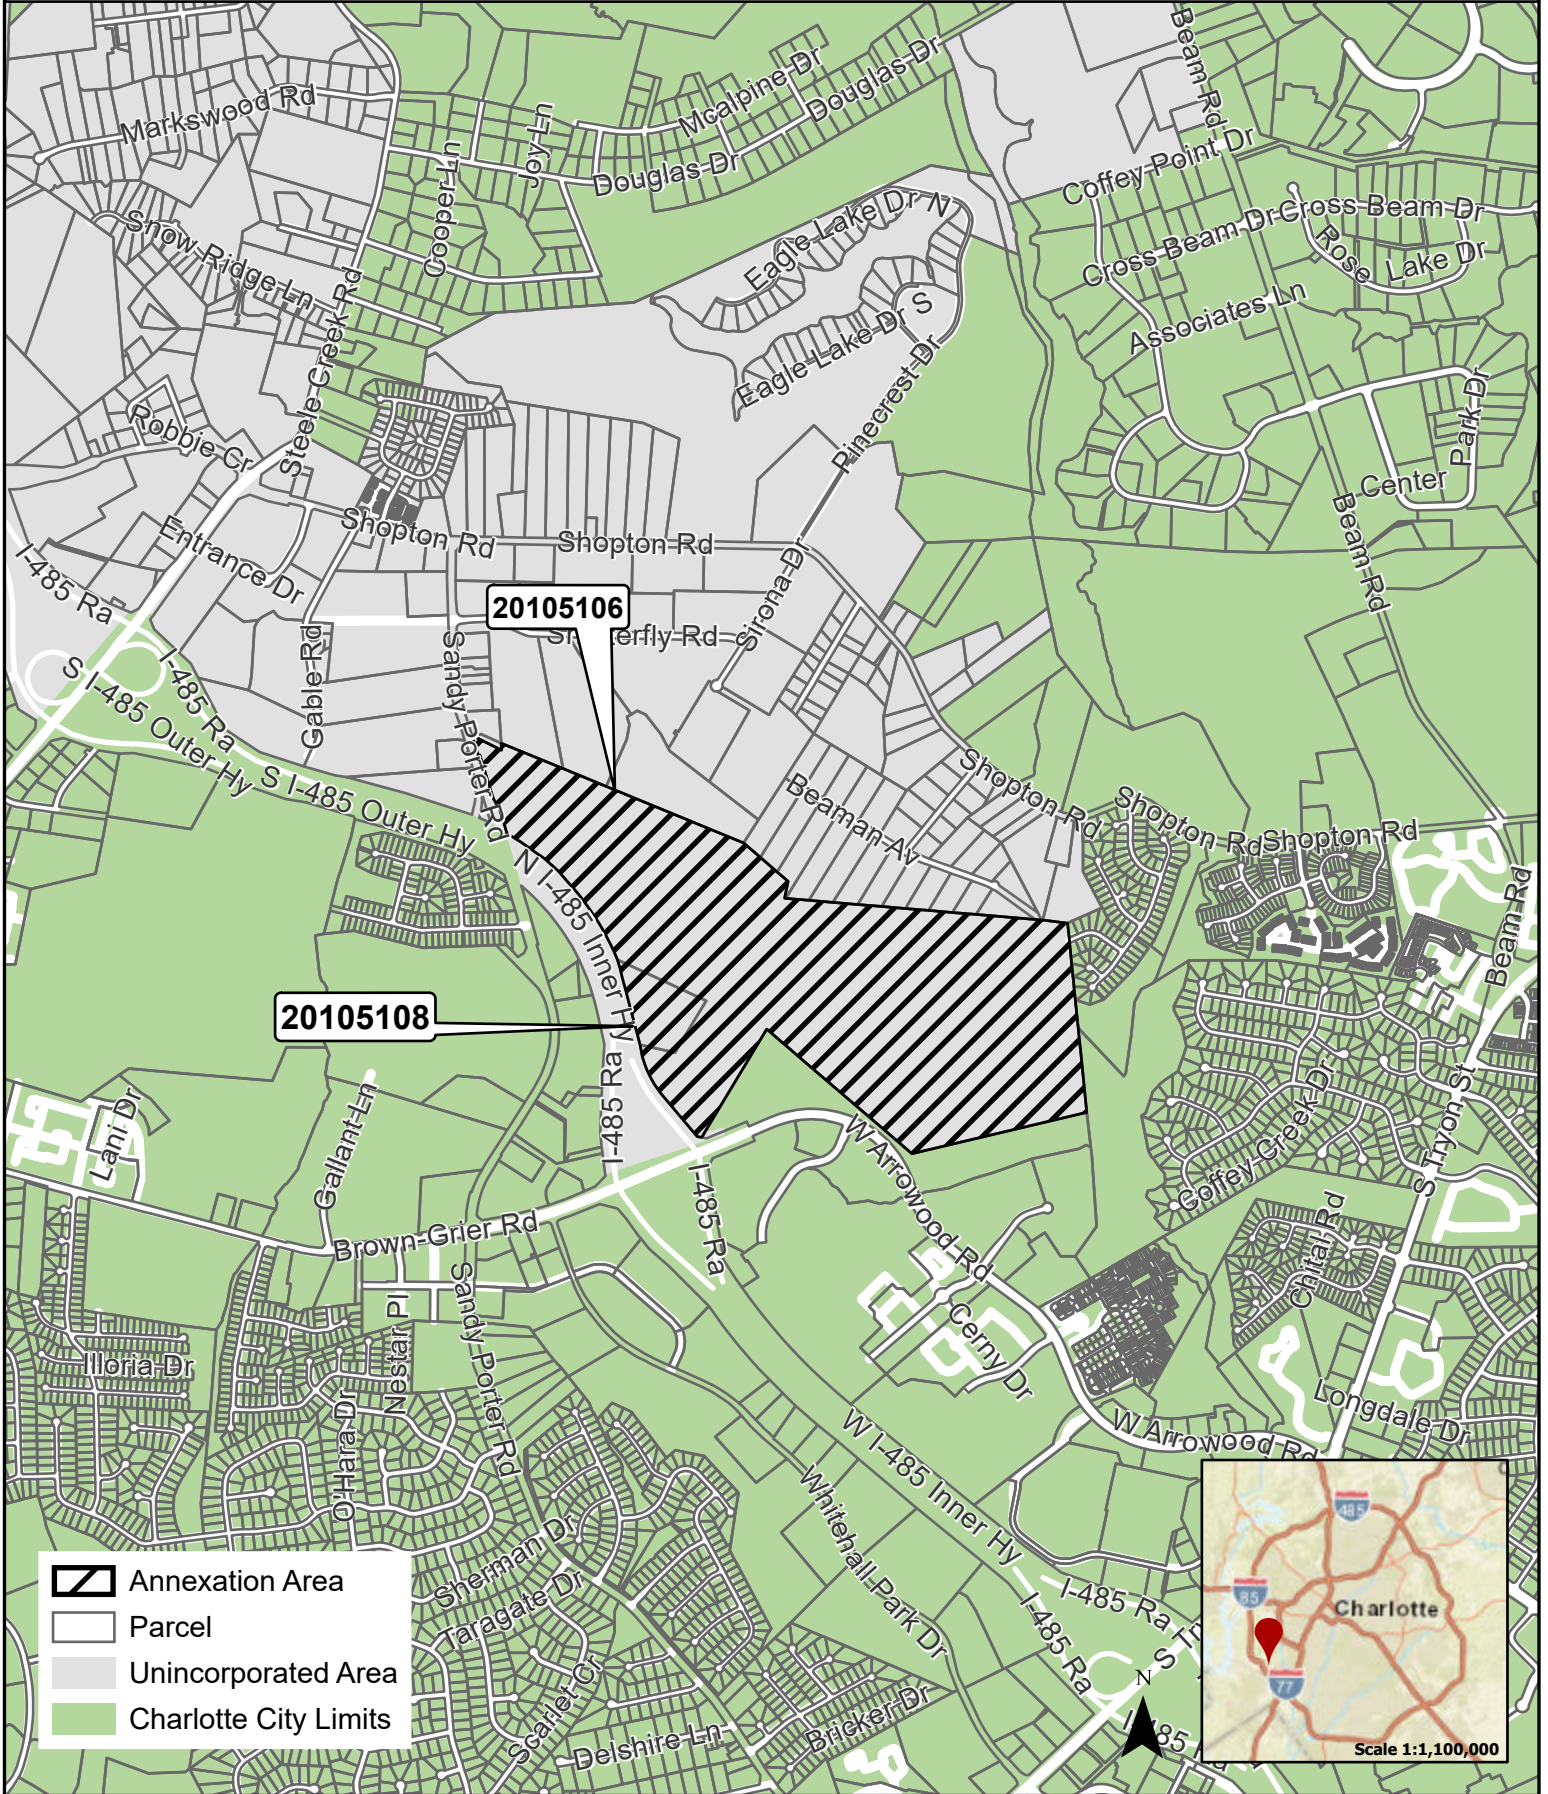 Beam Rd
Markswood Rd
Mcalpine Dr
Douglas Dr
Joy Ln
Cooper Ln
Douglas Dr
Coffey Point Dr
Snow Ridge Ln
Eagle Lake Dr N
Cross Beam Dr
Cross Beam Dr
Rose Lake Dr
Steele Creek Rd
Eagle Lake Dr S
Associates Ln
Pinecrest Dr
Robbie Cr
Park Dr
Center
Shopton Rd
Shopton Rd
Entrance Dr
Beam Rd
I-485 Ra
Sirona Dr
20105106
erfly Rd
Gable Rd
Sandy Porter Rd
I-485 Ra
S I-485 Outer Hy
S I-485 Outer Hy
Shopton Rd
Beaman Av
Shopton Rd
Shopton Rd
N I-485 Inner Hy
Beam Rd
20105108
I-485 Ra
Lani Dr
Gallant Ln
W Arrowood Rd
Coffey Creek Dr
S Tryon St
I-485 Ra
Brown-Grier Rd
Chital Rd
Sandy Porter Rd
Nestar Pl
Cerny Dr
Illoria Dr
O'Hara Dr
Longdale Dr
W Arrowood Rd
W I-485 Inner Hy
Whitehall Park Dr
Sherman Dr
Taragate Dr
I-485 Ra
I-485 Ra
Scarlet Cr
Delshire Ln
Bricker Dr
S
N
Annexation Area
Parcel
Unincorporated Area
Charlotte City Limits
485
85
Charlotte
77
Scale 1:1,100,000